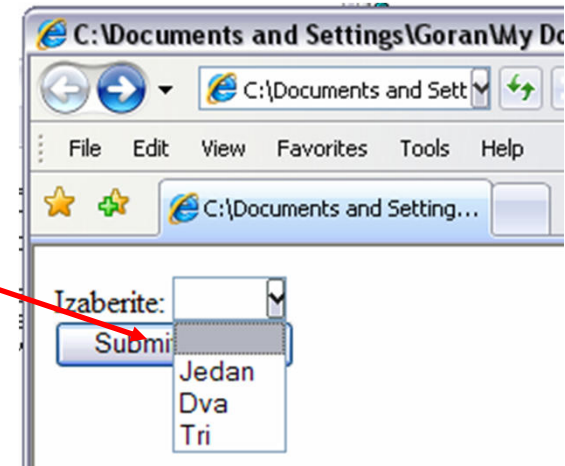 C:\Documents and Settings\Goran\My Do
C:\Documents and Sett
File Edit View Favorites Tools Help
C:\Documents and Setting...
Izaberite:
Submi
Jedan
Dva
Tri